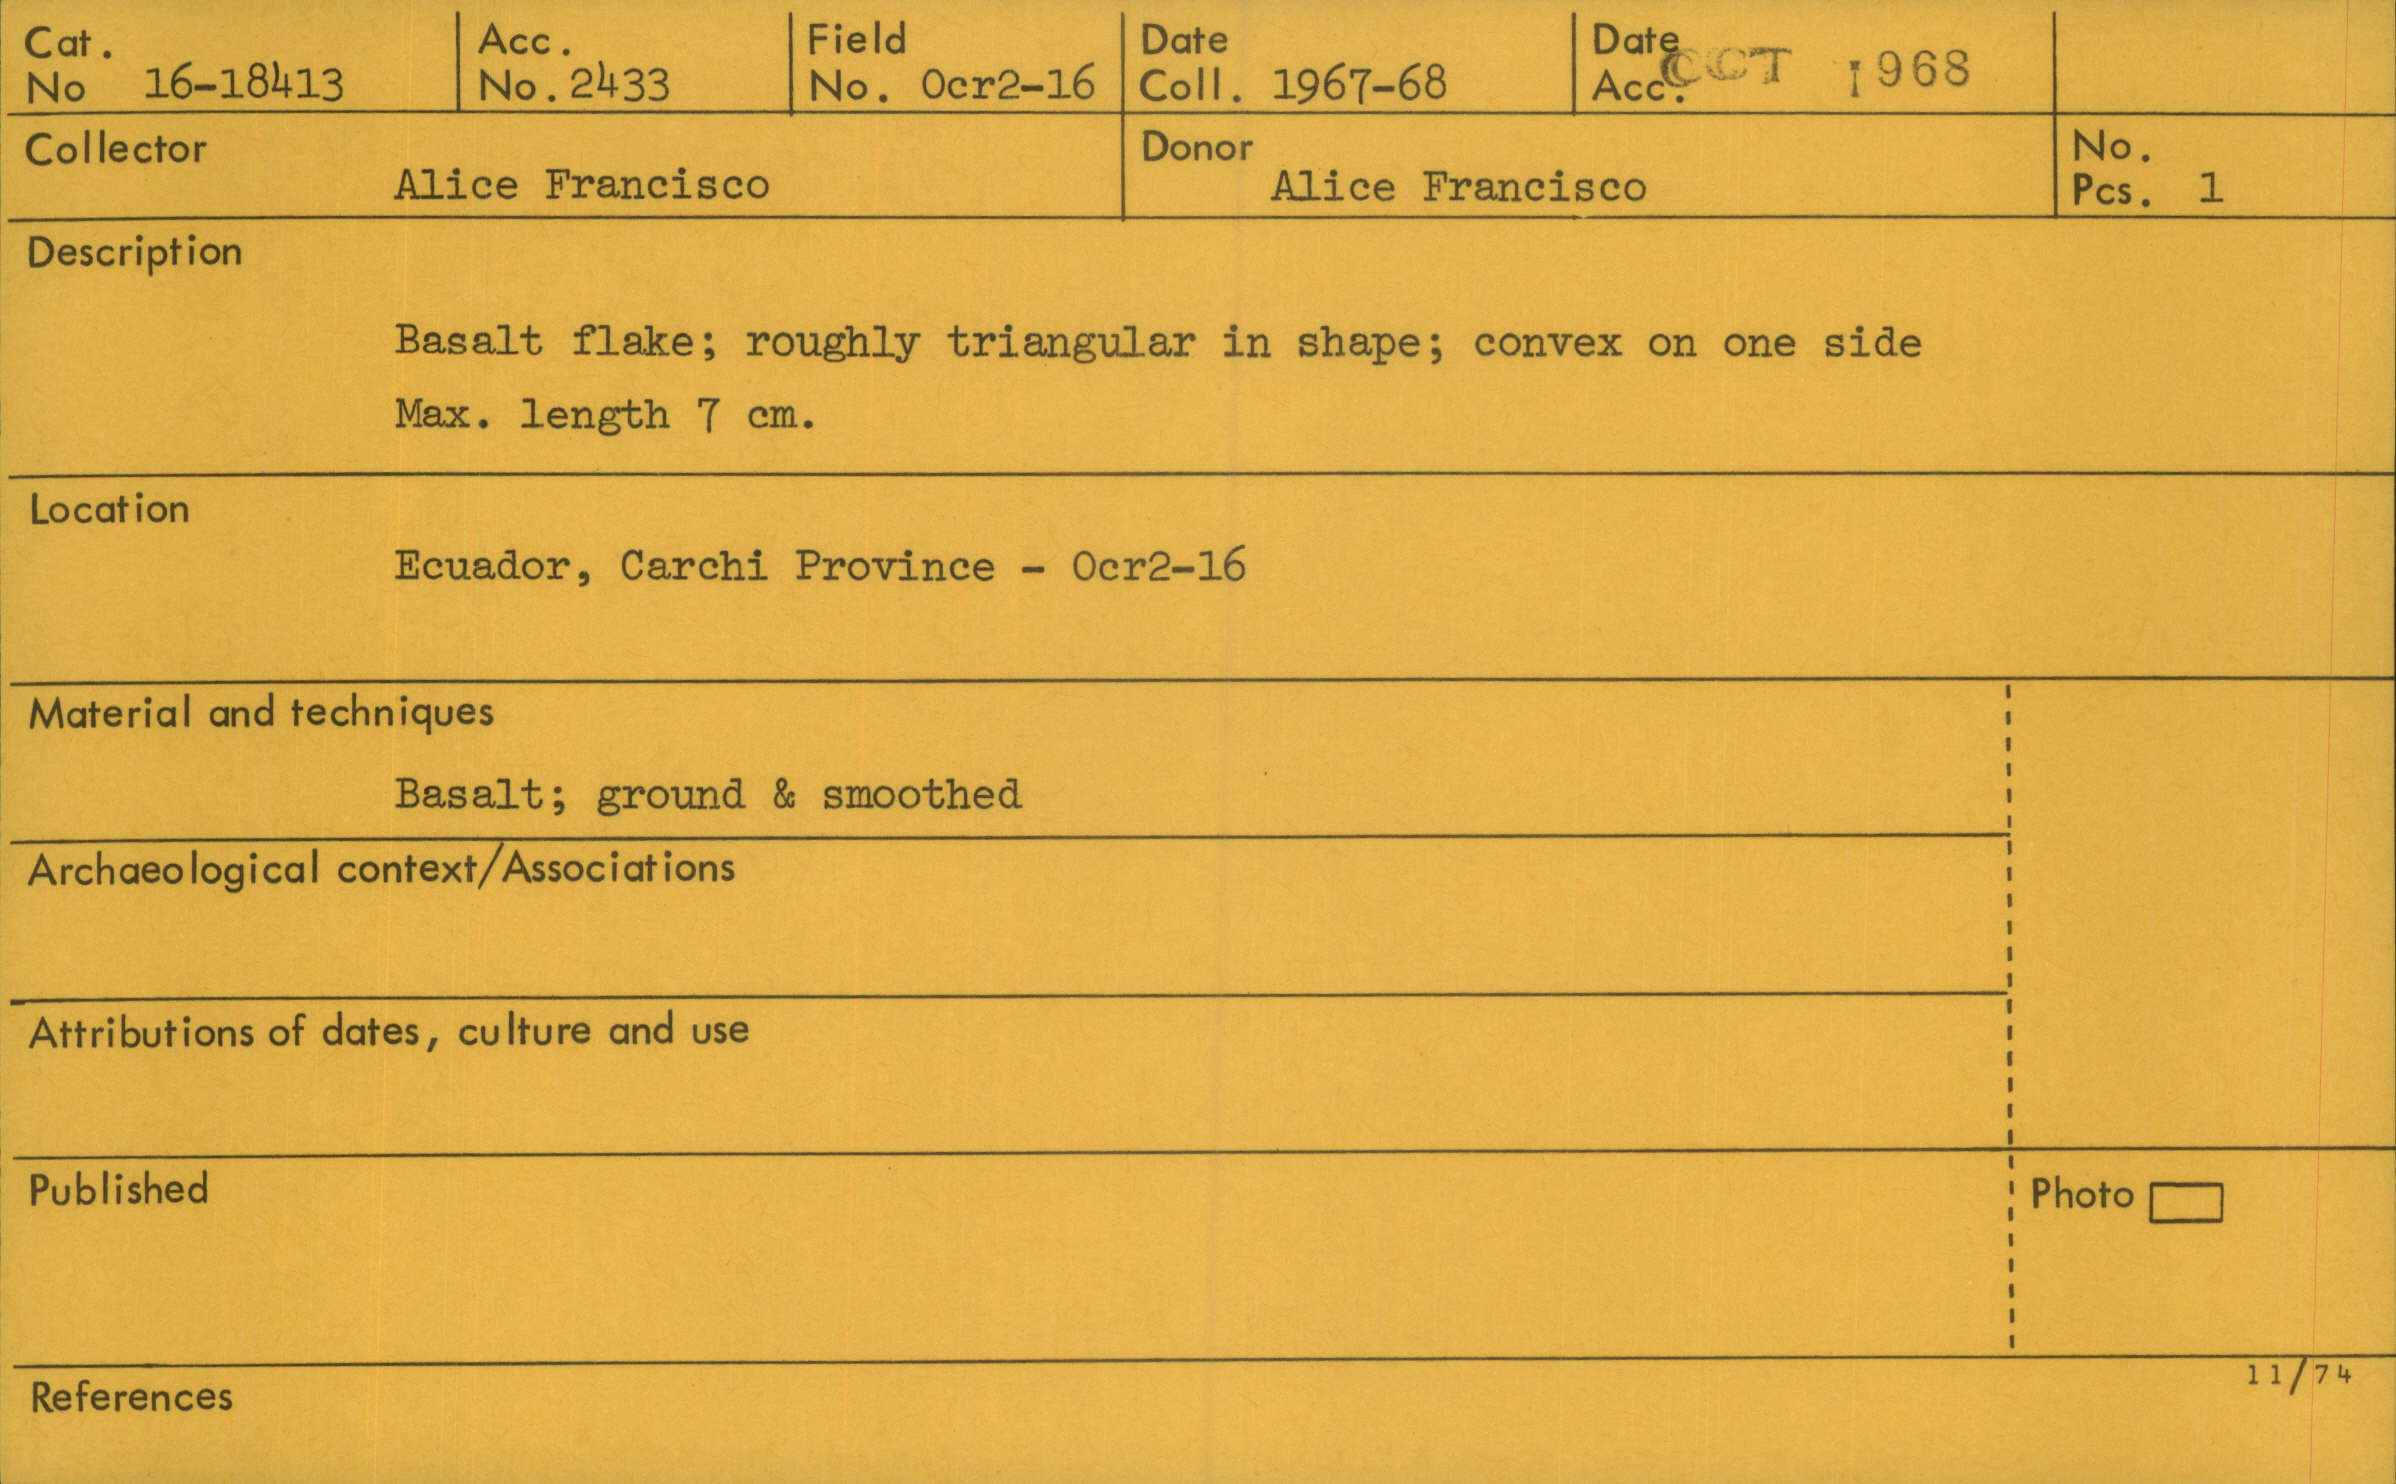 Cat. No 16-18413
Acc. No. 2433
Field No. Ocr2-16
Date Coll. 1967-68
Date Acc. OCT 1968
Collector
Alice Francisco
Donor
Alice Francisco
No. Pcs. 1
Description
Basalt flake; roughly triangular in shape; convex on one side
Max. length 7 cm.
Location
Ecuador, Carchi Province - Ocr2-16
Material and techniques
Basalt; ground & smoothed
Archaeological context/Associations
Attributions of dates, culture and use
Published
Photo
References
11/74